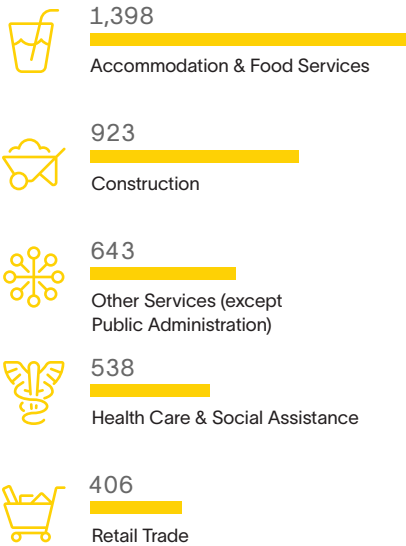 1,398
Accommodation & Food Services
923
Construction
643
Other Services (except
Public Administration)
538
Health Care & Social Assistance
406
Retail Trade